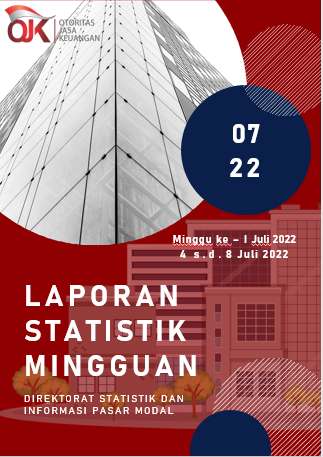 OJK
OTORITAS
JASA
KEUANGAN
07
22
Minggu ke – I Juli 2022
4 s.d. 8 Juli 2022
LAPORAN
STATISTIK
MINGGUAN
DIREKTORAT STATISTIK DAN
INFORMASI PASAR MODAL